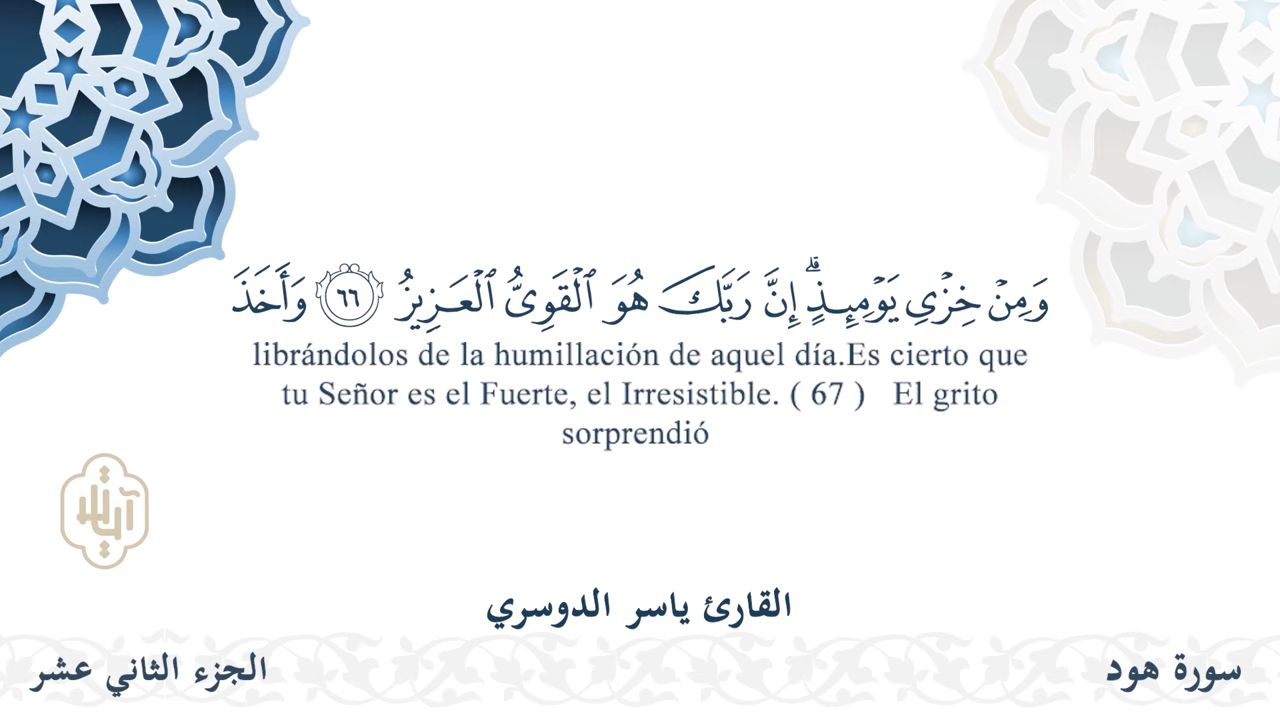 وَمِنۡ خِزۡيِ يَوۡمِئِذٍۚ إِنَّ رَبَّكَ هُوَ ٱلۡقَوِيُّ ٱلۡعَزِيزُ ٦٦ وَأَخَذَ
librándolos de la humillación de aquel día.Es cierto que
tu Señor es el Fuerte, el Irresistible. ( 67 ) El grito
sorprendió
القارئ ياسر الدوسري
سورة هود
الجزء الثاني عشر